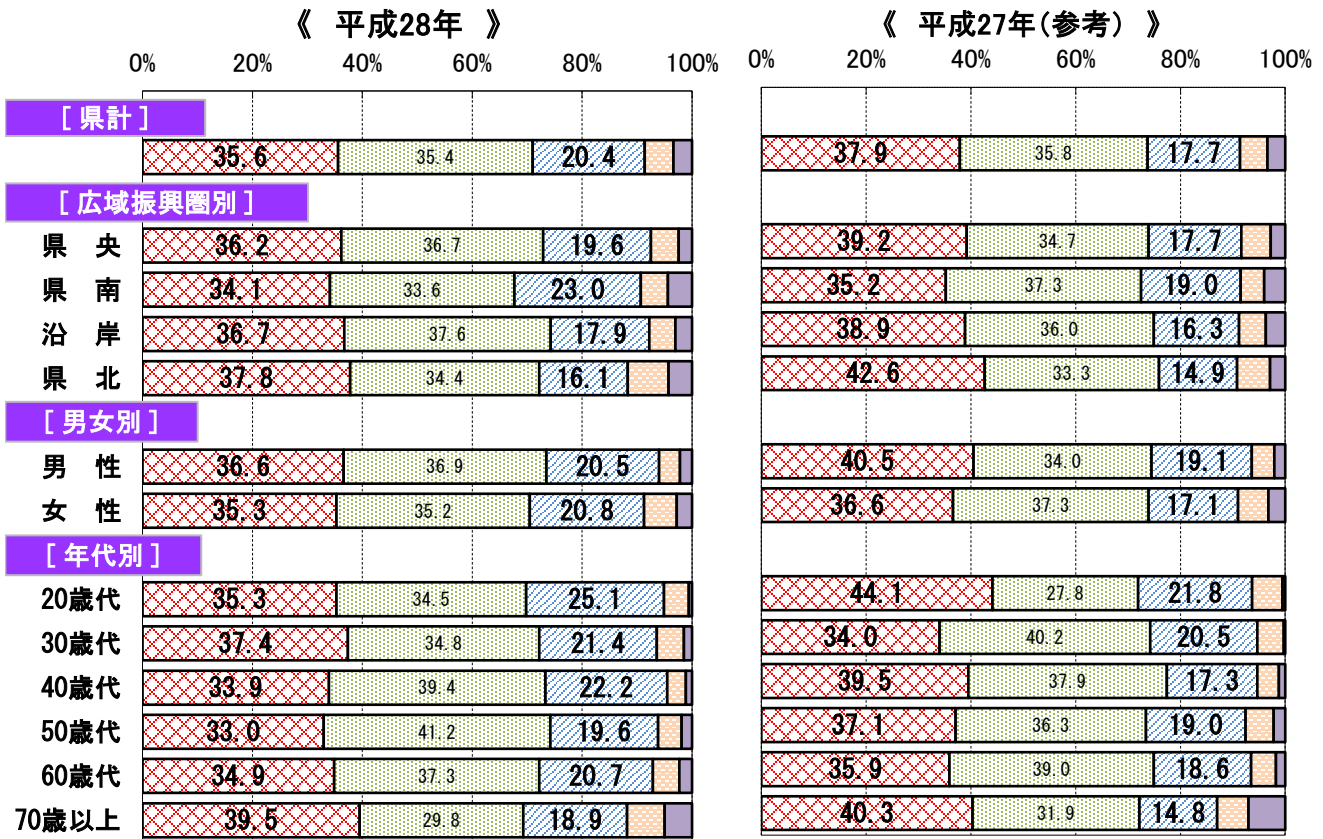 《 平成28年 》 《 平成27年(参考) 》
0% 20% 40% 60% 80% 100% 0% 20% 40% 60% 80% 100%
[ 県計 ]
35.6 35.4 20.4 37.9 35.8 17.7
[ 広域振興圏別 ]
県 央 36.2 36.7 19.6 39.2 34.7 17.7
県 南 34.1 33.6 23.0 35.2 37.3 19.0
沿 岸 36.7 37.6 17.9 38.9 36.0 16.3
県 北 37.8 34.4 16.1 42.6 33.3 14.9
[ 男女別 ]
男 性 36.6 36.9 20.5 40.5 34.0 19.1
女 性 35.3 35.2 20.8 36.6 37.3 17.1
[ 年代別 ]
20歳代 35.3 34.5 25.1 44.1 27.8 21.8
30歳代 37.4 34.8 21.4 34.0 40.2 20.5
40歳代 33.9 39.4 22.2 39.5 37.9 17.3
50歳代 33.0 41.2 19.6 37.1 36.3 19.0
60歳代 34.9 37.3 20.7 35.9 39.0 18.6
70歳以上 39.5 29.8 18.9 40.3 31.9 14.8